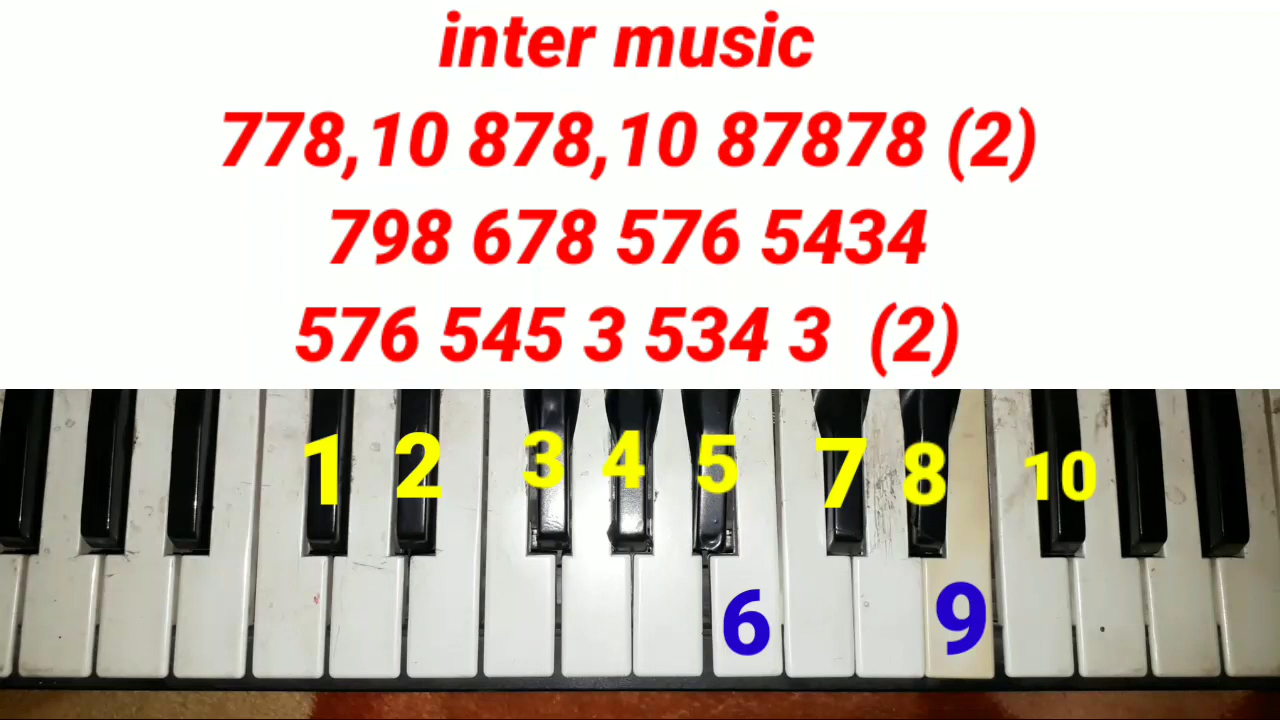 inter music
778,10 878,10 87878 (2)
798 678 576 5434
576 545 3 534 3 (2)
1 2 3 4 5 7 8 10
6 9